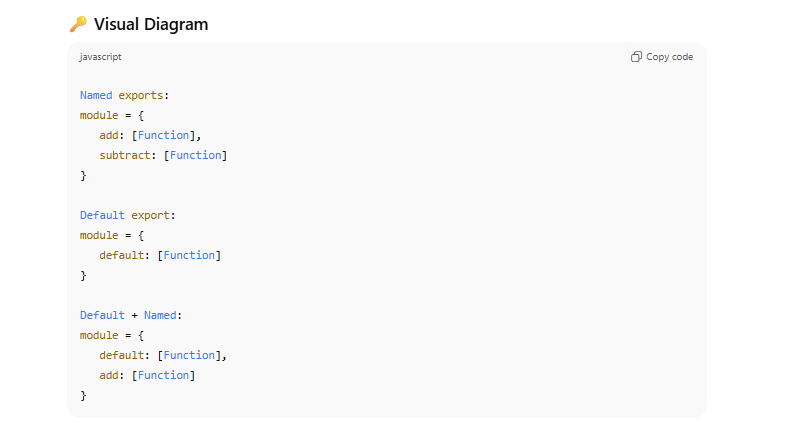 🔑 Visual Diagram
javascript Copy code
Named exports:
module = {
   add: [Function],
   subtract: [Function]
}
Default export:
module = {
   default: [Function]
}
Default + Named:
module = {
   default: [Function],
   add: [Function]
}